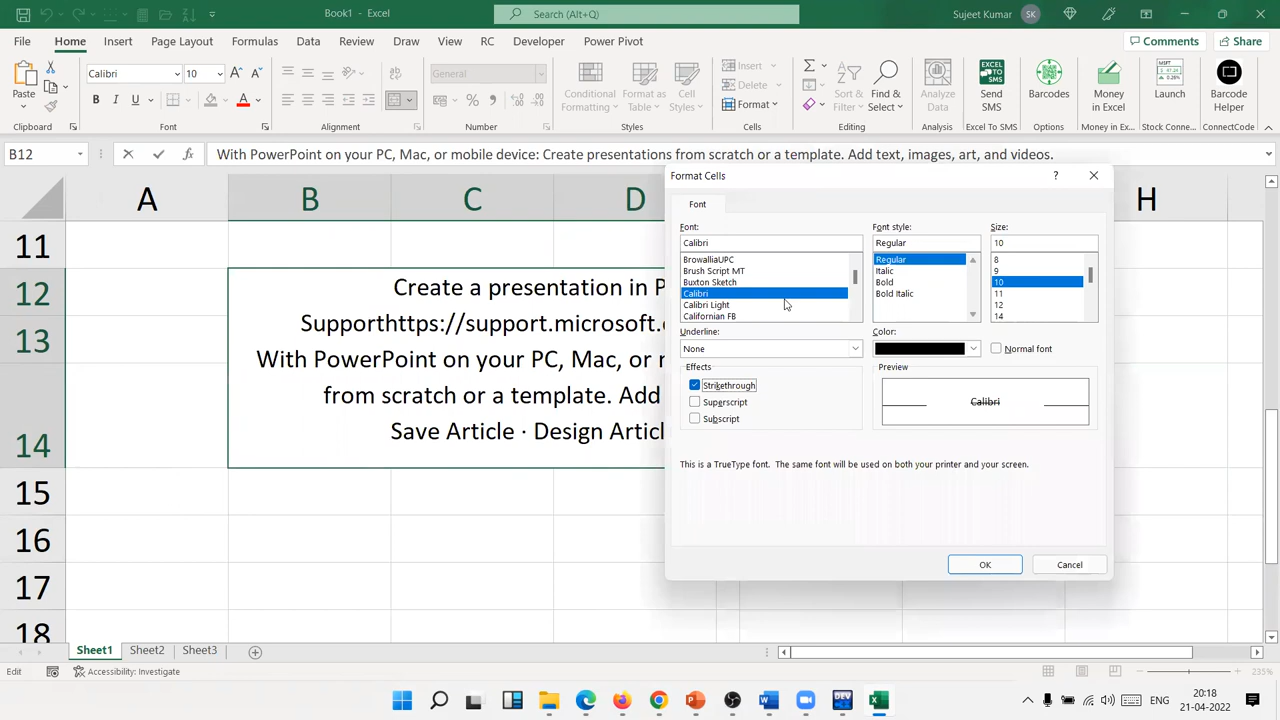 Book1 - Excel
Search (Alt+Q)
Sujeet Kumar
SK
File Home Insert Page Layout Formulas Data Review View Draw RC Developer Power Pivot
Comments
Share
Paste
Calibri
10
General
Conditional Formatting
Format as Table
Cell Styles
Insert
Delete
Format
Sort & Filter
Find & Select
Analyze Data
Send SMS
Barcodes
Money in Excel
Launch
Barcode Helper
Clipboard
Font
Alignment
Number
Styles
Cells
Editing
Analysis
Excel To SMS
Options
Money in Ex...
Stock Conne...
ConnectCode
B12
With PowerPoint on your PC, Mac, or mobile device: Create presentations from scratch or a template. Add text, images, art, and videos.
A B C D H
11
12
13
14
15
16
17
18
Create a presentation in P
Supporthttps://support.microsoft.c
With PowerPoint on your PC, Mac, or m
from scratch or a template. Add
Save Article · Design Articl
Format Cells
?
Font
Font:
Calibri
BrowalliaUPC
Brush Script MT
Buxton Sketch
Calibri
Calibri Light
Californian FB
Font style:
Regular
Regular
Italic
Bold
Bold Italic
Size:
10
8
9
10
11
12
14
Underline:
None
Color:
Normal font
Effects
Strikethrough
Superscript
Subscript
Preview
Calibri
This is a TrueType font. The same font will be used on both your printer and your screen.
OK
Cancel
Sheet1 Sheet2 Sheet3
Edit
Accessibility: Investigate
235%
ENG
20:18
21-04-2022